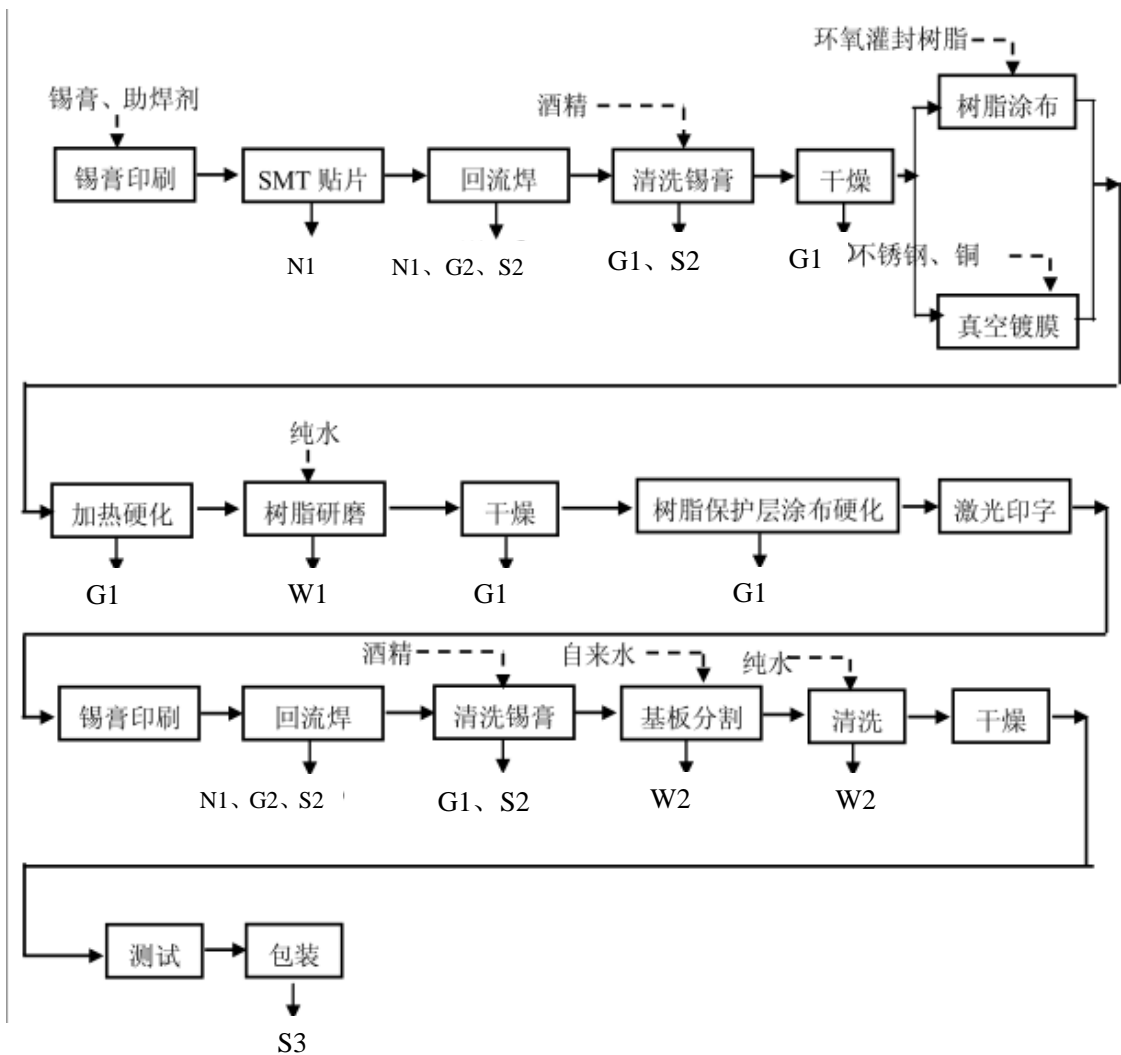 环氧灌封树脂
锡膏、助焊剂
酒精
树脂涂布
锡膏印刷
SMT 贴片
回流焊
清洗锡膏
干燥
N1
N1、G2、S2
G1、S2
G1
不锈钢、铜
真空镀膜
纯水
加热硬化
树脂研磨
干燥
树脂保护层涂布硬化
激光印字
G1
W1
G1
G1
酒精
自来水
纯水
锡膏印刷
回流焊
清洗锡膏
基板分割
清洗
干燥
N1、G2、S2
G1、S2
W2
W2
测试
包装
S3